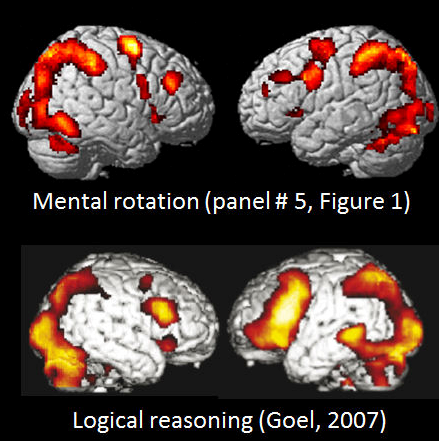 Mental rotation (panel # 5, Figure 1)
Logical reasoning (Goel, 2007)